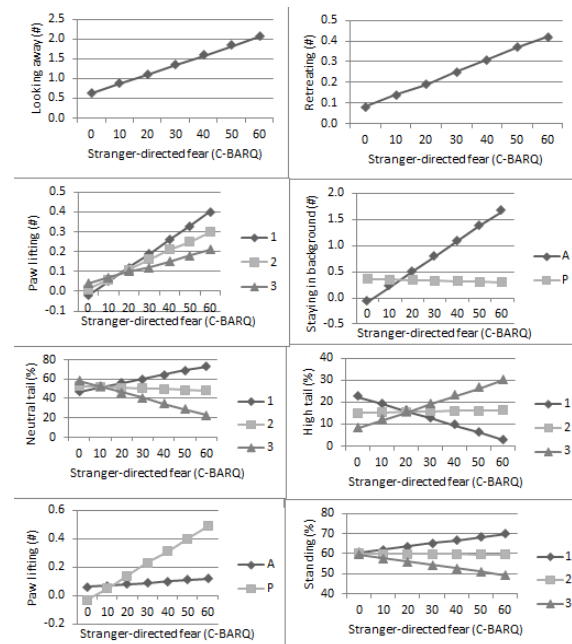 Looking away (#)
2.5
2.0
1.5
1.0
0.5
0.0
0 10 20 30 40 50 60
Stranger-directed fear (C-BARQ)
Retreating (#)
0.5
0.4
0.3
0.2
0.1
0.0
0 10 20 30 40 50 60
Stranger-directed fear (C-BARQ)
Paw lifting (#)
0.5
0.4
0.3
0.2
0.1
0.0
-0.1
0 10 20 30 40 50 60
Stranger-directed fear (C-BARQ)
1
2
3
Staying in background (#)
2.0
1.5
1.0
0.5
0.0
-0.5
0 10 20 30 40 50 60
Stranger-directed fear (C-BARQ)
A
P
Neutral tail (%)
80
60
40
20
0
0 10 20 30 40 50 60
Stranger-directed fear (C-BARQ)
1
2
3
High tail (%)
40
30
20
10
0
0 10 20 30 40 50 60
Stranger-directed fear (C-BARQ)
1
2
3
Paw lifting (#)
0.6
0.4
0.2
0.0
0 10 20 30 40 50 60
Stranger-directed fear (C-BARQ)
A
P
Standing (%)
80
70
60
50
40
0 10 20 30 40 50 60
Stranger-directed fear (C-BARQ)
1
2
3